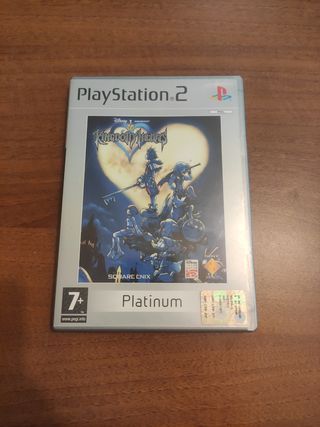 PlayStation®2
Disney
KINGDOM HEARTS
SQUARE ENIX
7+
www.pegi.info
Platinum